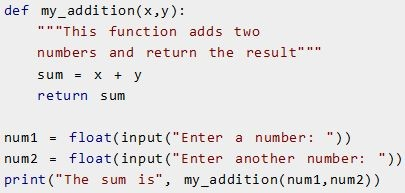 def my_addition(x,y):
    """This function adds two
    numbers and return the result"""
    sum = x + y
    return sum

num1 = float(input("Enter a number: "))
num2 = float(input("Enter another number: "))
print("The sum is", my_addition(num1,num2))